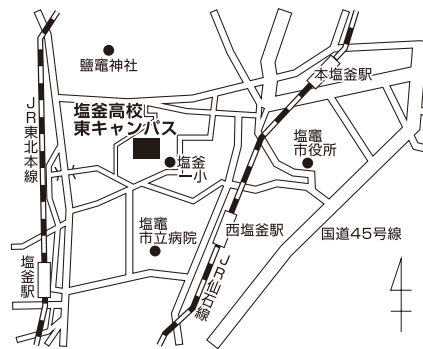 鹽竈神社
本塩釜駅
塩釜高校
東キャンパス
JR東北本線
塩釜
一小
塩竈
市役所
塩竈
市立病院
西塩釜駅
国道45号線
塩釜駅
JR仙石線